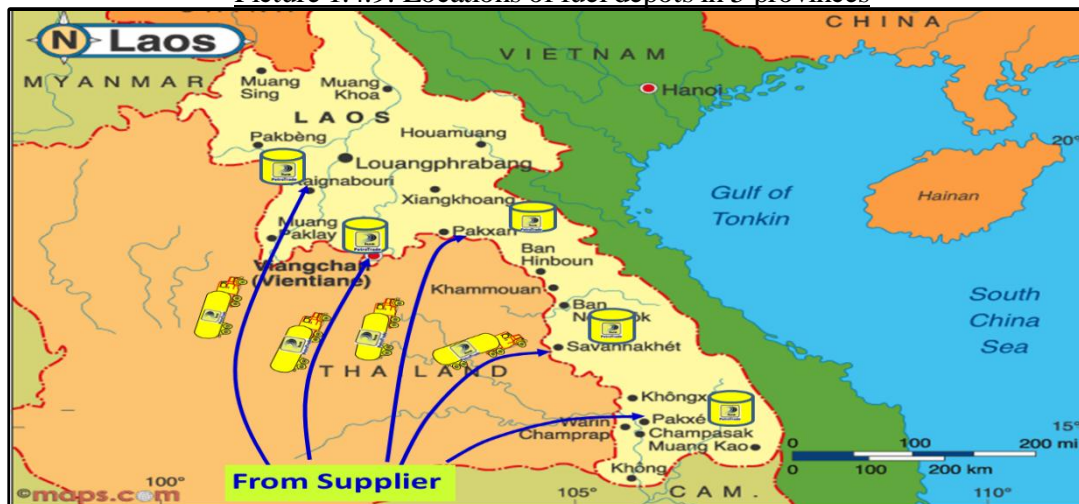 Picture 1.4.9: Locations of fuel depots in 5 provinces
N Laos
CHINA
VIETNAM
MYANMAR
Hanoi
Muang
Sing
Muang
Khoa
LAOS
Pakbèng
Houamuang
Louangphrabang
20°
Xiangkhoang
Gulf of
Tonkin
Hainan
Muang
Paklay
Pakxan
Viangchan
(Vientiane)
Ban
Hinboun
Khammouan
Ban
South
China
Sea
Savannakhét
THAILAND
Pakxé
Warin
Champrap
Champasak
Muang Kao
15°
0 100 200 mi
0 100 200 km
Không
From Supplier
©maps.com
100°
105°
CAM.
110°